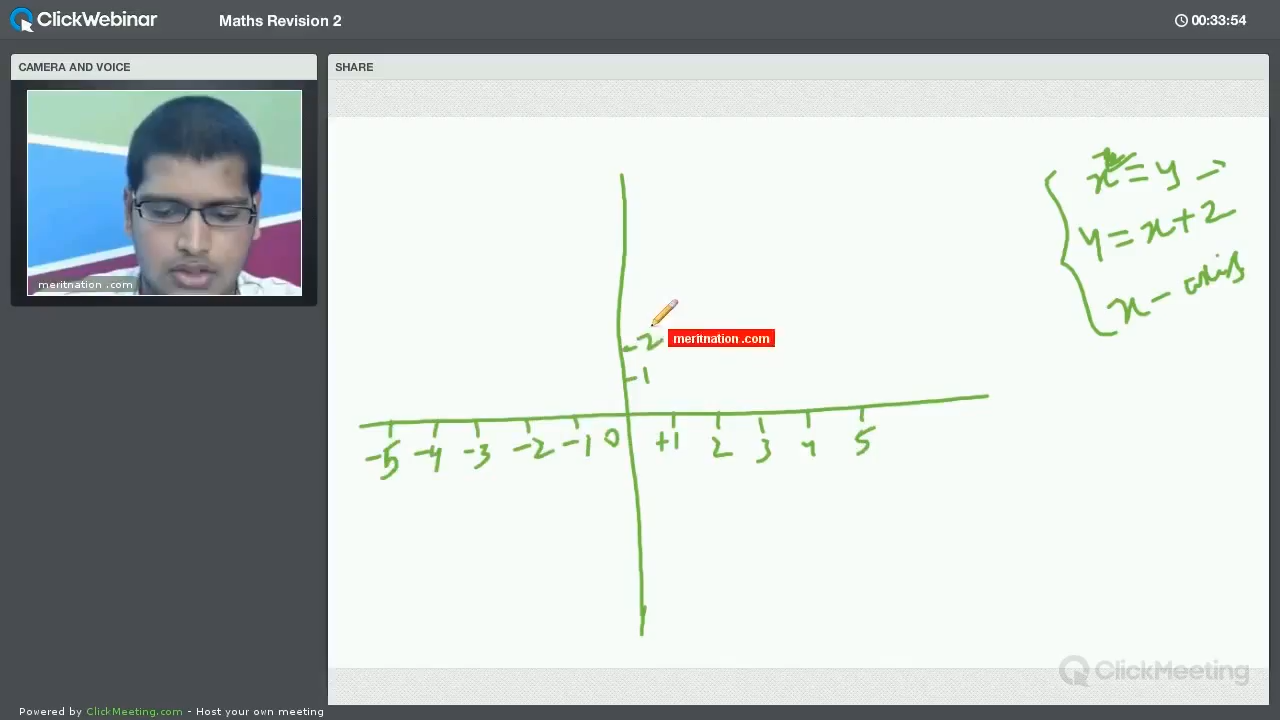 ClickWebinar
Maths Revision 2
00:33:54
CAMERA AND VOICE
SHARE
meritnation .com
x = y
y = x + 2
x - axis
-2
meritnation .com
-1
-5 -4 -3 -2 -1 0 +1 2 3 4 5
ClickMeeting
Powered by ClickMeeting.com - Host your own meeting